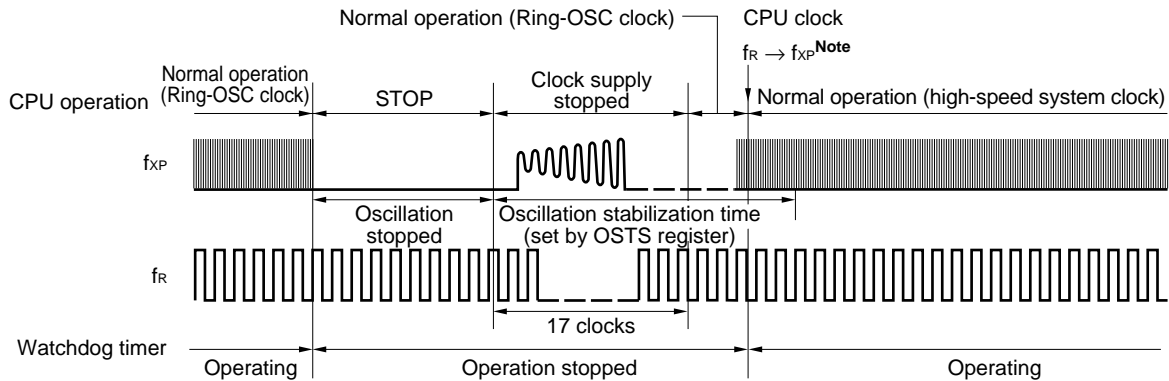 Normal operation (Ring-OSC clock)
CPU clock
fR → fXPNote
Normal operation
(Ring-OSC clock)
CPU operation
STOP
Clock supply
stopped
Normal operation (high-speed system clock)
fXP
Oscillation
stopped
Oscillation stabilization time
(set by OSTS register)
fR
17 clocks
Watchdog timer
Operating
Operation stopped
Operating